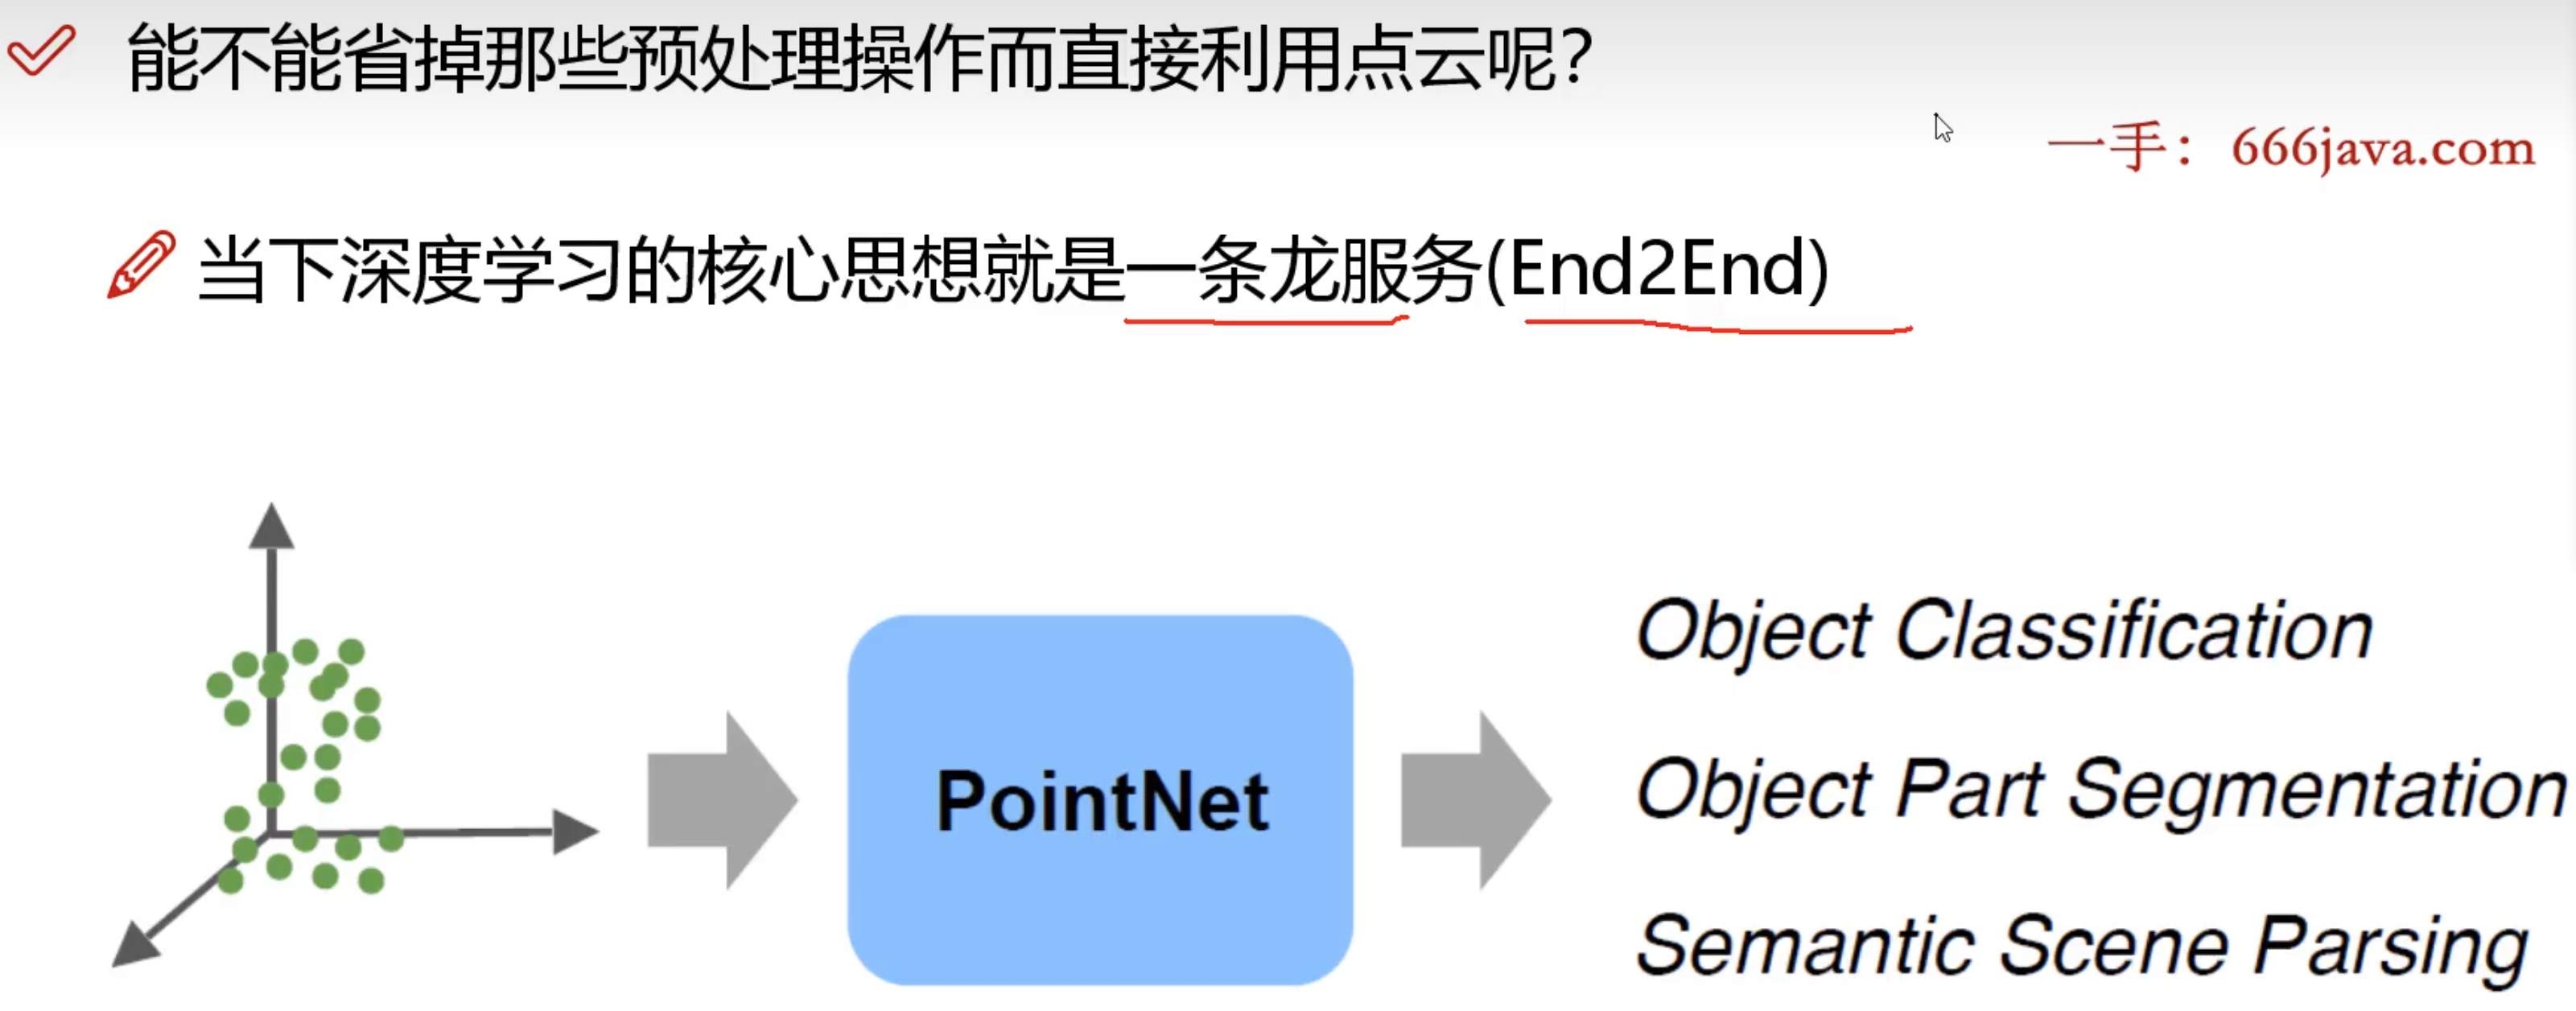 能不能省掉那些预处理操作而直接利用点云呢？
一手：666java.com
当下深度学习的核心思想就是一条龙服务(End2End)
Object Classification
PointNet
Object Part Segmentation
Semantic Scene Parsing